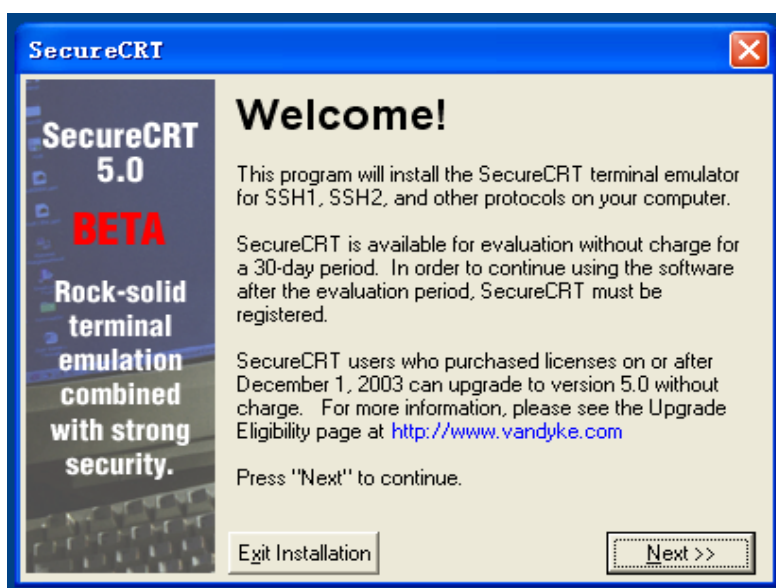 SecureCRT
SecureCRT
5.0
BETA
Rock-solid
terminal
emulation
combined
with strong
security.
Welcome!
This program will install the SecureCRT terminal emulator
for SSH1, SSH2, and other protocols on your computer.
SecureCRT is available for evaluation without charge for
a 30-day period.  In order to continue using the software
after the evaluation period, SecureCRT must be
registered.
SecureCRT users who purchased licenses on or after
December 1, 2003 can upgrade to version 5.0 without
charge.   For more information, please see the Upgrade
Eligibility page at http://www.vandyke.com
Press "Next" to continue.
Exit Installation
Next >>